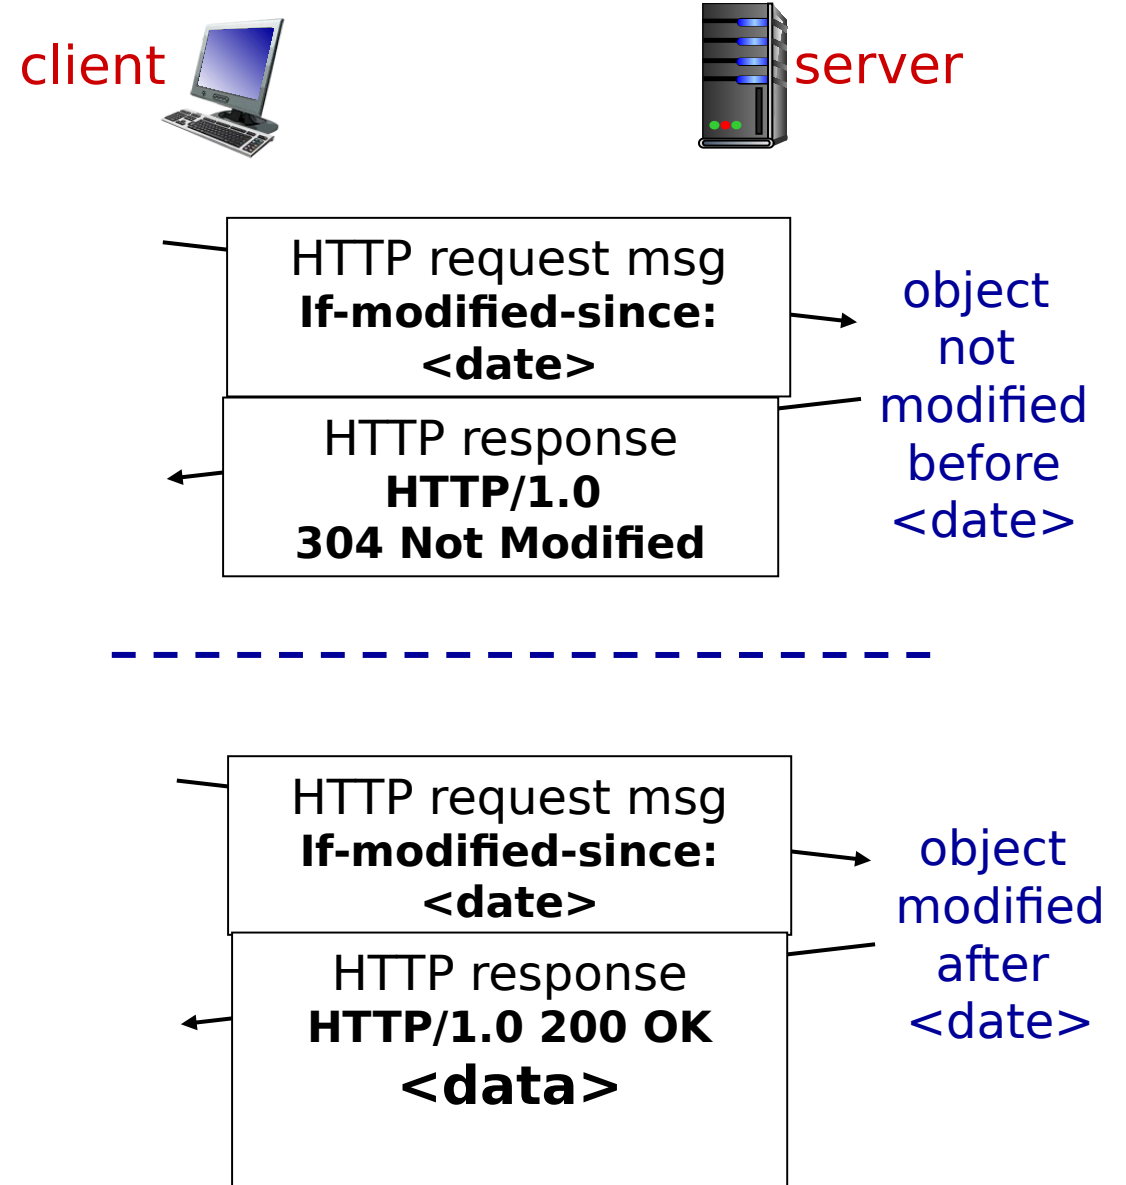 client
server
HTTP request msg
If-modified-since:
<date>
object
not
modified
before
<date>
HTTP response
HTTP/1.0
304 Not Modified
HTTP request msg
If-modified-since:
<date>
object
modified
after
<date>
HTTP response
HTTP/1.0 200 OK
<data>